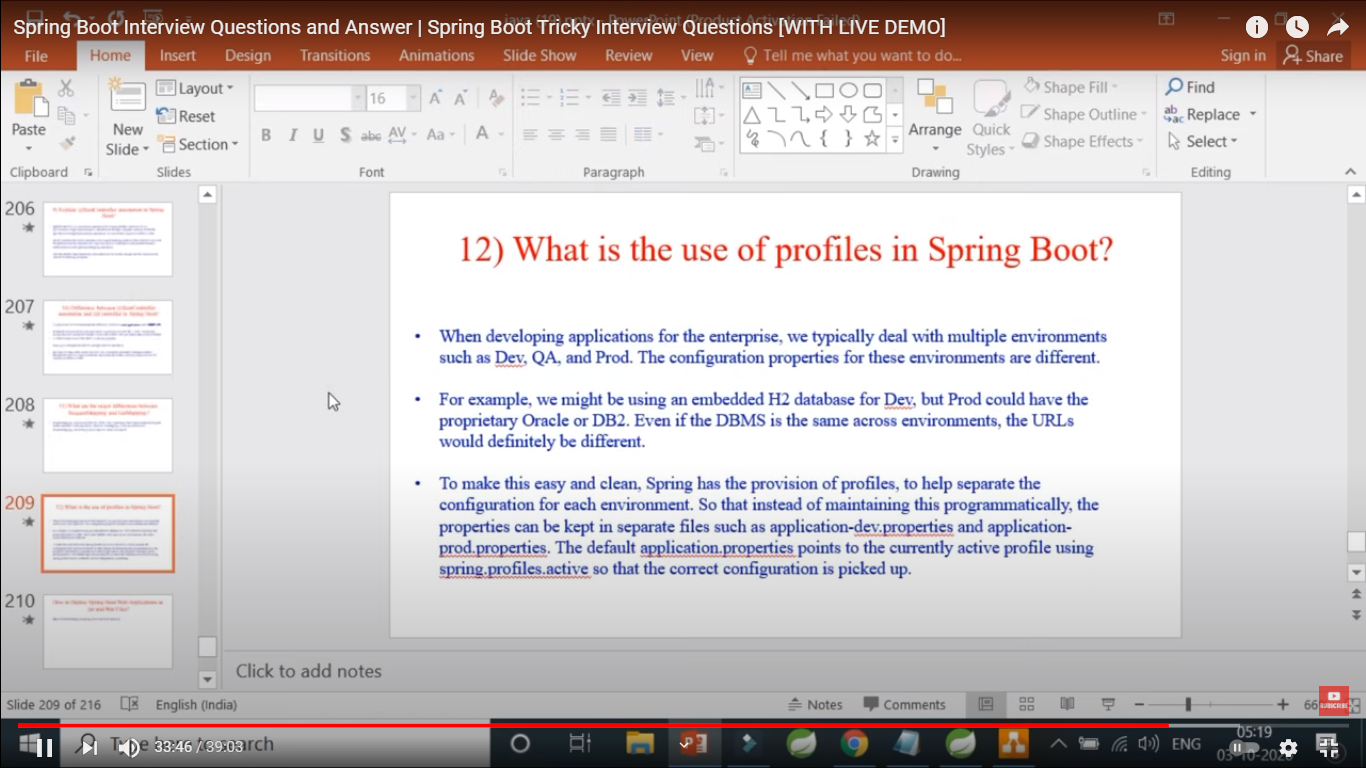 Spring Boot Interview Questions and Answer | Spring Boot Tricky Interview Questions [WITH LIVE DEMO]
File Home Insert Design Transitions Animations Slide Show Review View Tell me what you want to do... Sign in Share
Paste
New
Slide
Layout
Reset
Section
16
B I U S abc AV Aa A
Arrange
Quick
Styles
Shape Fill
Shape Outline
Shape Effects
Find
Replace
Select
Clipboard Slides Font Paragraph Drawing Editing
206
207
208
209
210
12) What is the use of profiles in Spring Boot?
• When developing applications for the enterprise, we typically deal with multiple environments
such as Dev, QA, and Prod. The configuration properties for these environments are different.
• For example, we might be using an embedded H2 database for Dev, but Prod could have the
proprietary Oracle or DB2. Even if the DBMS is the same across environments, the URLs
would definitely be different.
• To make this easy and clean, Spring has the provision of profiles, to help separate the
configuration for each environment. So that instead of maintaining this programmatically, the
properties can be kept in separate files such as application-dev.properties and application-
prod.properties. The default application.properties points to the currently active profile using
spring.profiles.active so that the correct configuration is picked up.
Click to add notes
Slide 209 of 216 English (India) Notes Comments
SUBSCRIBE
33:46 / 39:03
ENG
05:19